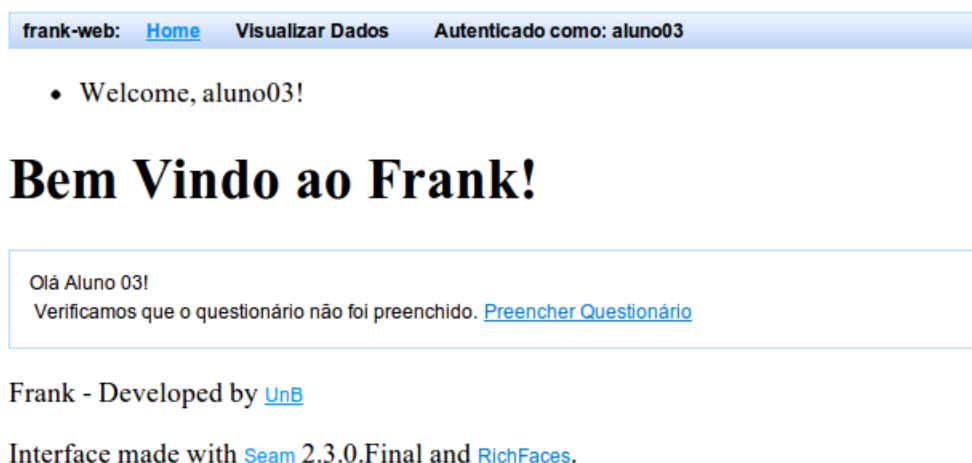 frank-web: Home Visualizar Dados Autenticado como: aluno03
• Welcome, aluno03!
Bem Vindo ao Frank!
Olá Aluno 03!
Verificamos que o questionário não foi preenchido. Preencher Questionário
Frank - Developed by UnB
Interface made with Seam 2.3.0.Final and RichFaces.